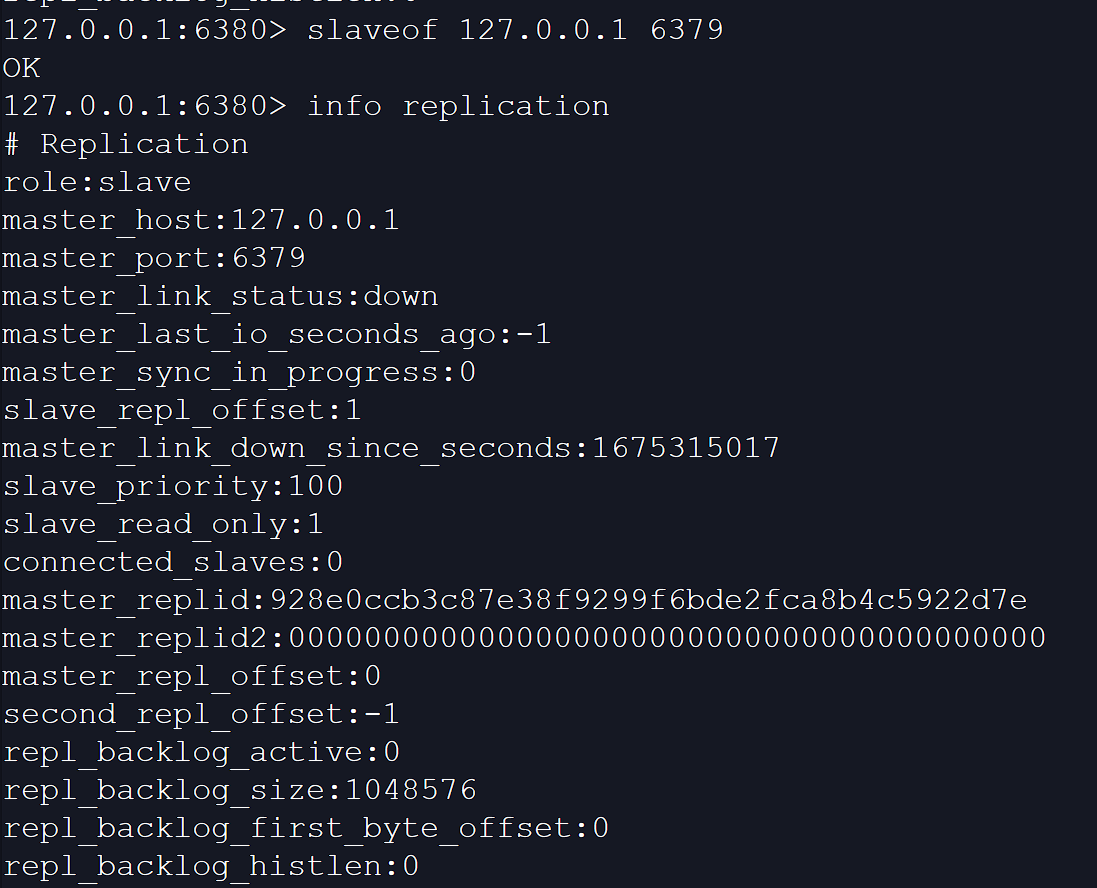 127.0.0.1:6380> slaveof 127.0.0.1 6379
OK
127.0.0.1:6380> info replication
# Replication
role:slave
master_host:127.0.0.1
master_port:6379
master_link_status:down
master_last_io_seconds_ago:-1
master_sync_in_progress:0
slave_repl_offset:1
master_link_down_since_seconds:1675315017
slave_priority:100
slave_read_only:1
connected_slaves:0
master_replid:928e0ccb3c87e38f9299f6bde2fca8b4c5922d7e
master_replid2:0000000000000000000000000000000000000000
master_repl_offset:0
second_repl_offset:-1
repl_backlog_active:0
repl_backlog_size:1048576
repl_backlog_first_byte_offset:0
repl_backlog_histlen:0